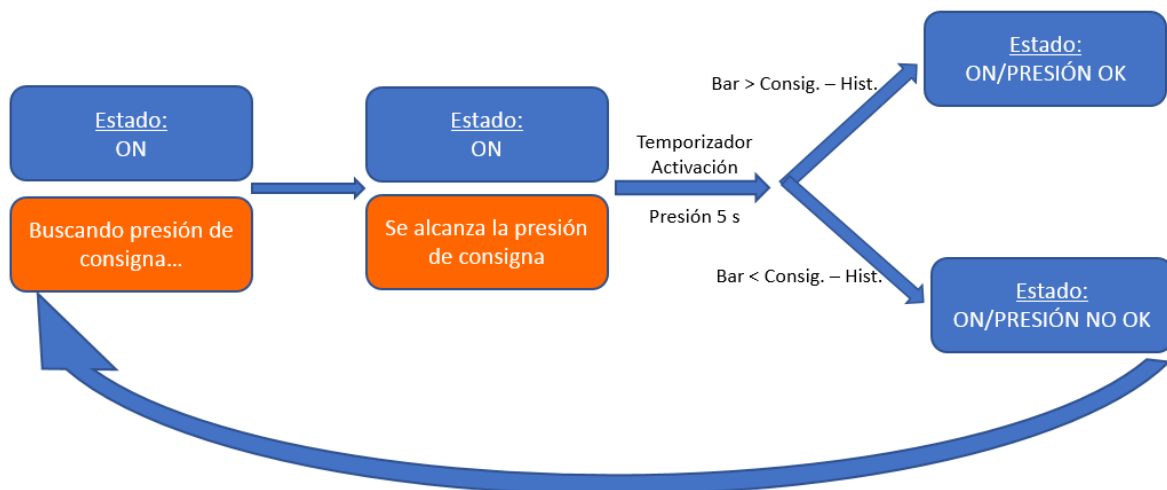 Estado:
ON
Buscando presión de
consigna...
Estado:
ON
Se alcanza la presión
de consigna
Temporizador
Activación
Presión 5 s
Bar > Consig. – Hist.
Bar < Consig. – Hist.
Estado:
ON/PRESIÓN OK
Estado:
ON/PRESIÓN NO OK